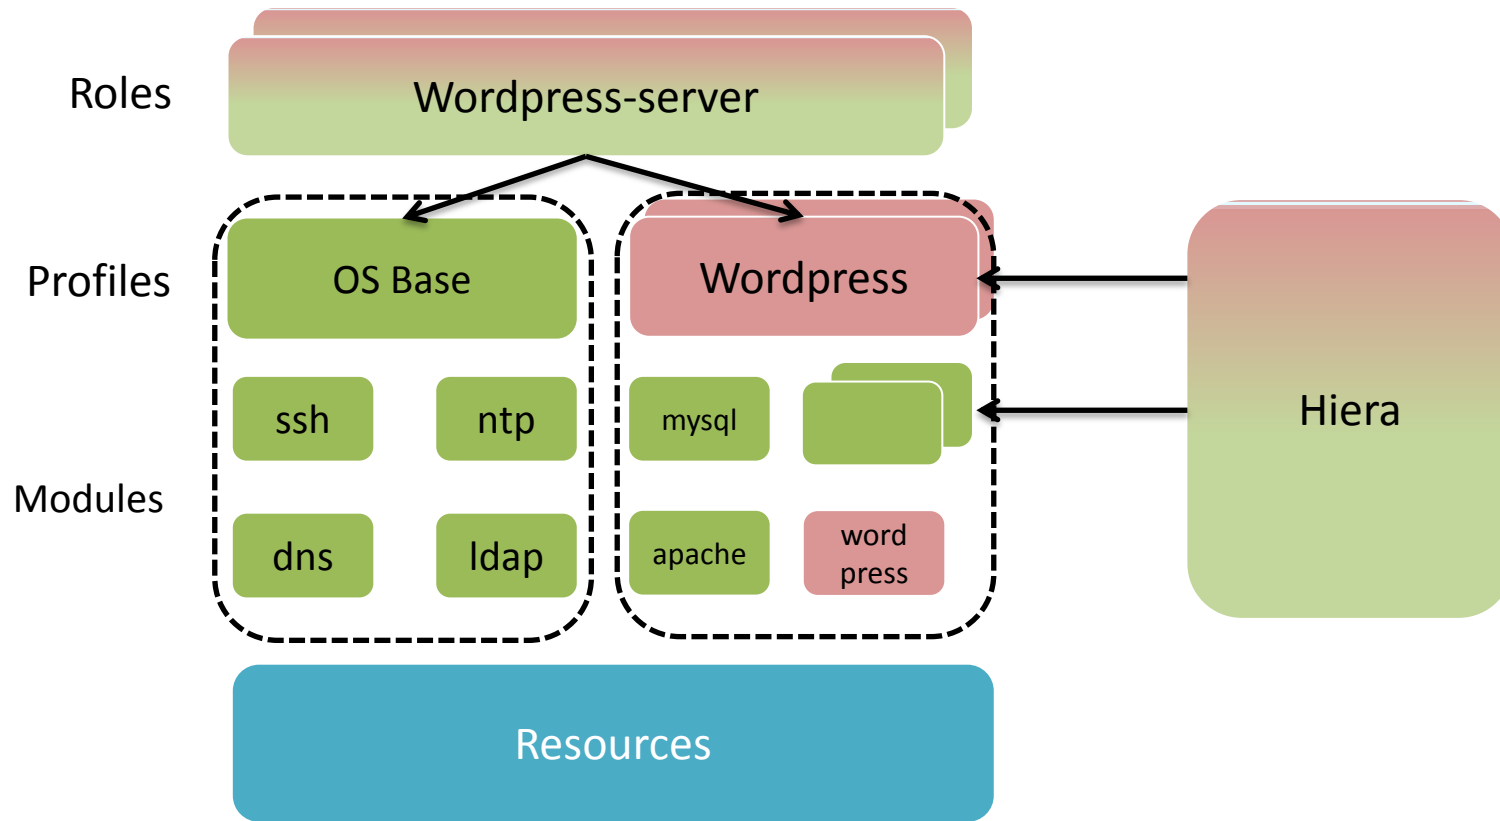 Roles
Wordpress-server
Profiles
OS Base
Wordpress
Hiera
Modules
ssh
ntp
mysql
dns
ldap
apache
word
press
Resources